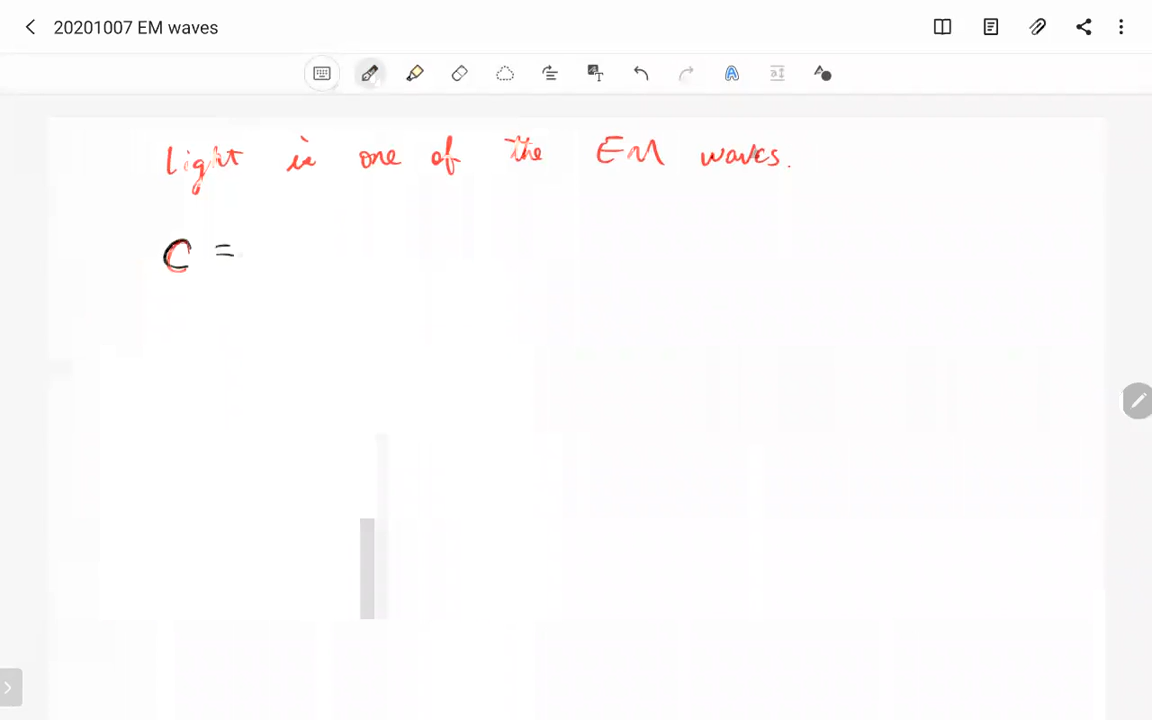 20201007 EM waves
Light is one of the EM waves.
C =